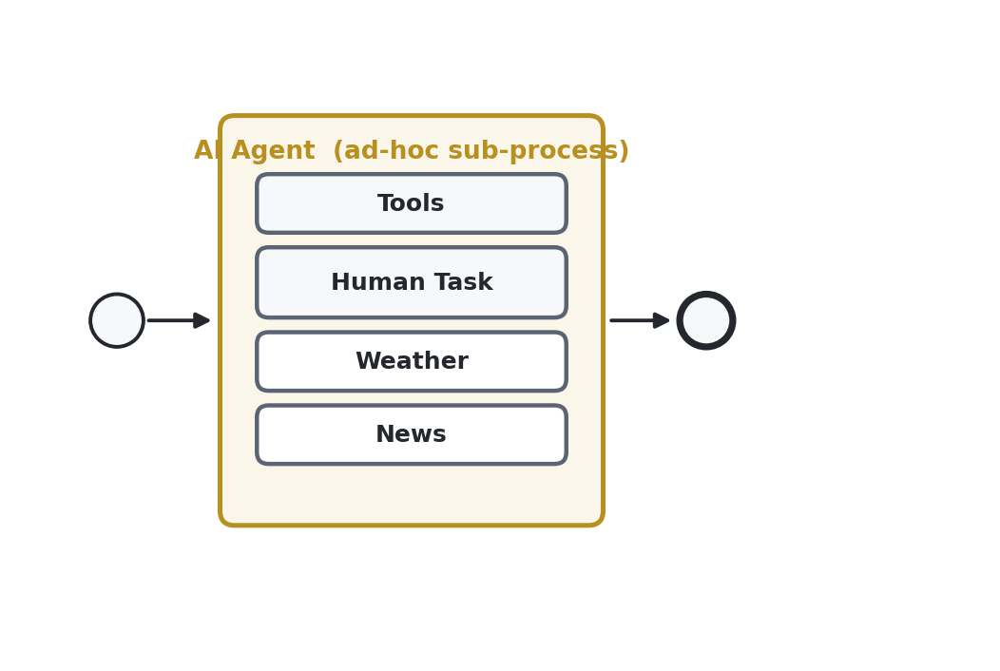 AI Agent  (ad-hoc sub-process)
Tools
Human Task
Weather
News